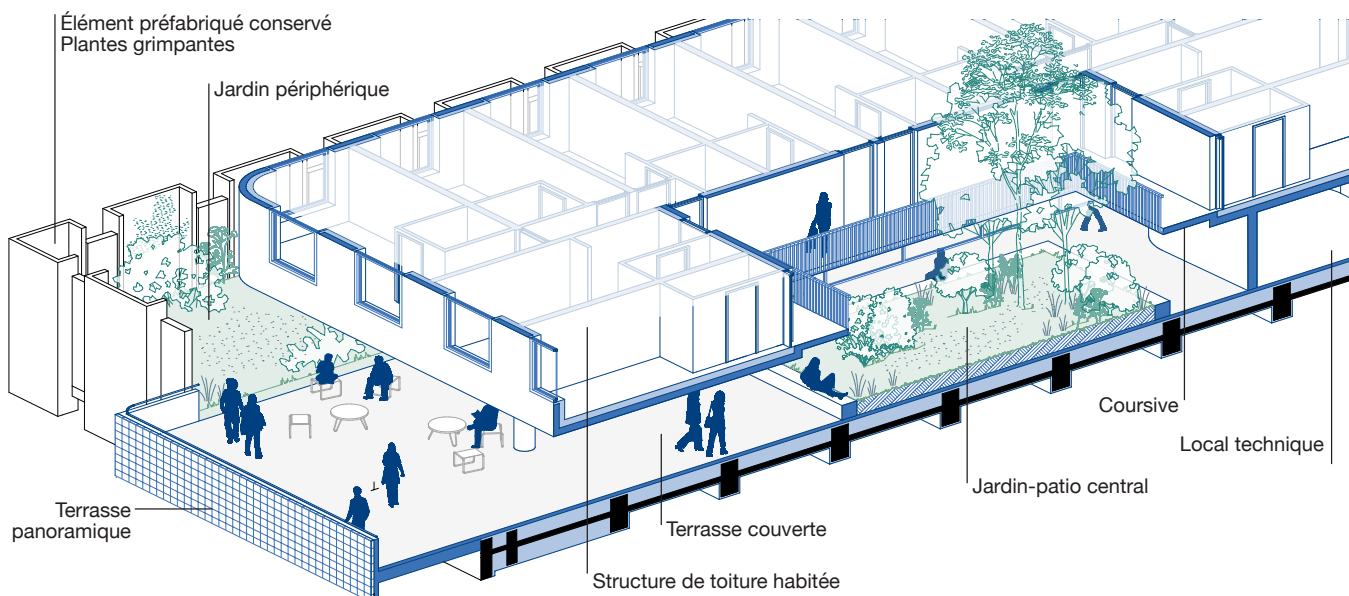 Élément préfabriqué conservé
Plantes grimpantes
Jardin périphérique
Coursive
Local technique
Jardin-patio central
Terrasse
panoramique
Terrasse couverte
Structure de toiture habitée